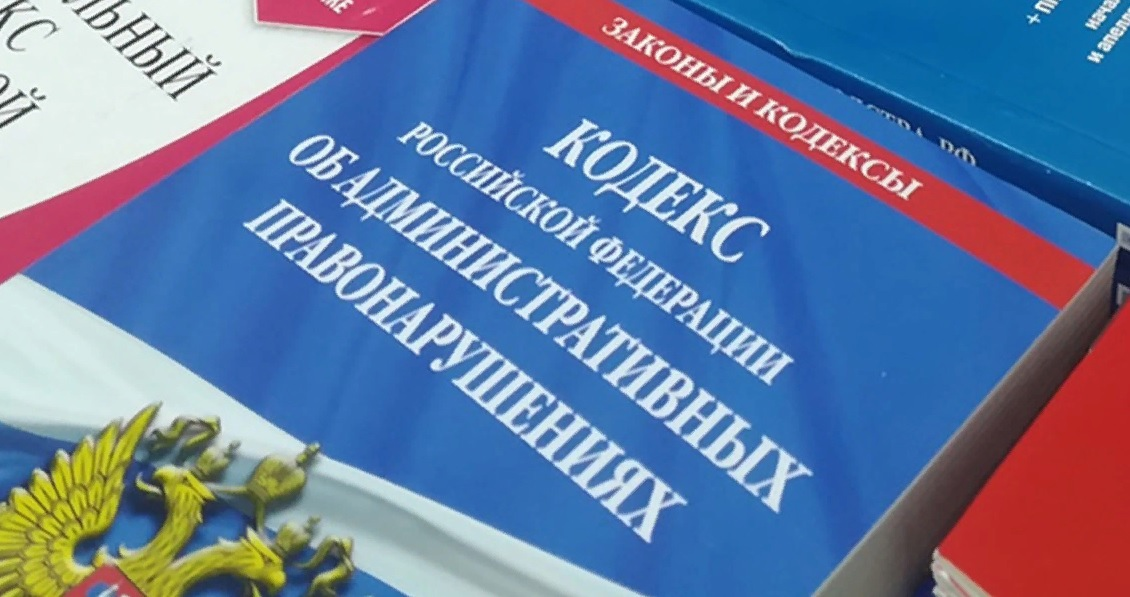 ЗАКОНЫ И КОДЕКСЫ
КОДЕКС
РОССИЙСКОЙ ФЕДЕРАЦИИ
ОБ АДМИНИСТРАТИВНЫХ
ПРАВОНАРУШЕНИЯХ